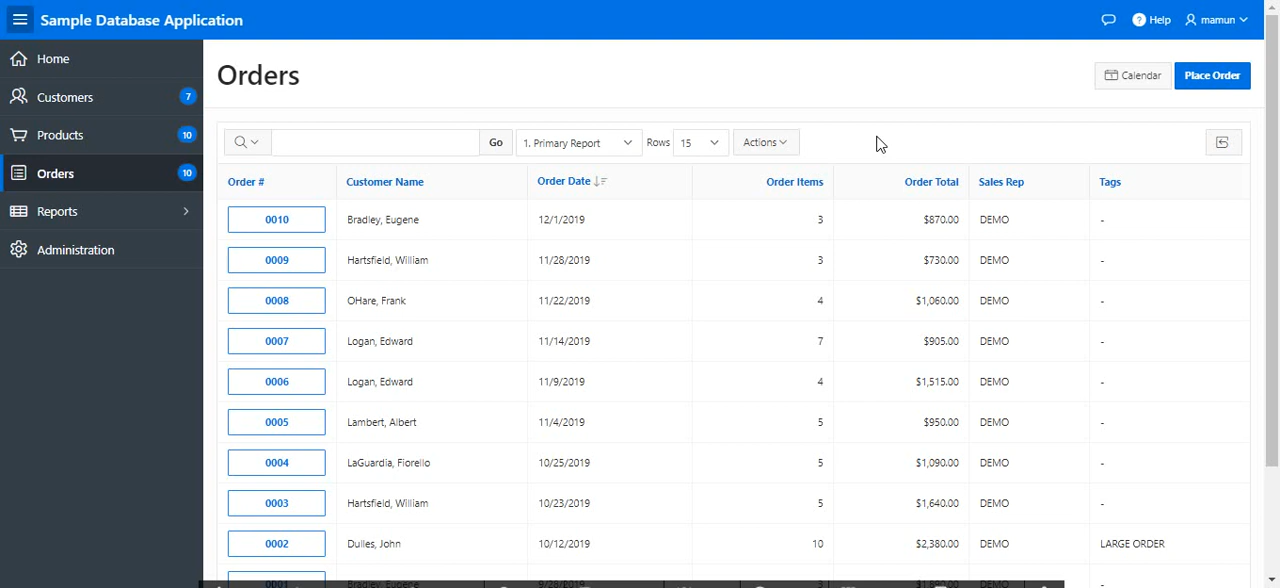 Sample Database Application
Help
mamun
Home
Customers 7
Products 10
Orders 10
Reports
Administration
Orders
Calendar
Place Order
Go
1. Primary Report
Rows
15
Actions
Order # Customer Name Order Date Order Items Order Total Sales Rep Tags
0010 Bradley, Eugene 12/1/2019 3 $870.00 DEMO -
0009 Hartsfield, William 11/28/2019 3 $730.00 DEMO -
0008 OHare, Frank 11/22/2019 4 $1,060.00 DEMO -
0007 Logan, Edward 11/14/2019 7 $905.00 DEMO -
0006 Logan, Edward 11/9/2019 4 $1,515.00 DEMO -
0005 Lambert, Albert 11/4/2019 5 $950.00 DEMO -
0004 LaGuardia, Fiorello 10/25/2019 5 $1,090.00 DEMO -
0003 Hartsfield, William 10/23/2019 5 $1,640.00 DEMO -
0002 Dulles, John 10/12/2019 10 $2,380.00 DEMO LARGE ORDER
0001 Bradley, Eugene 9/28/2019 3